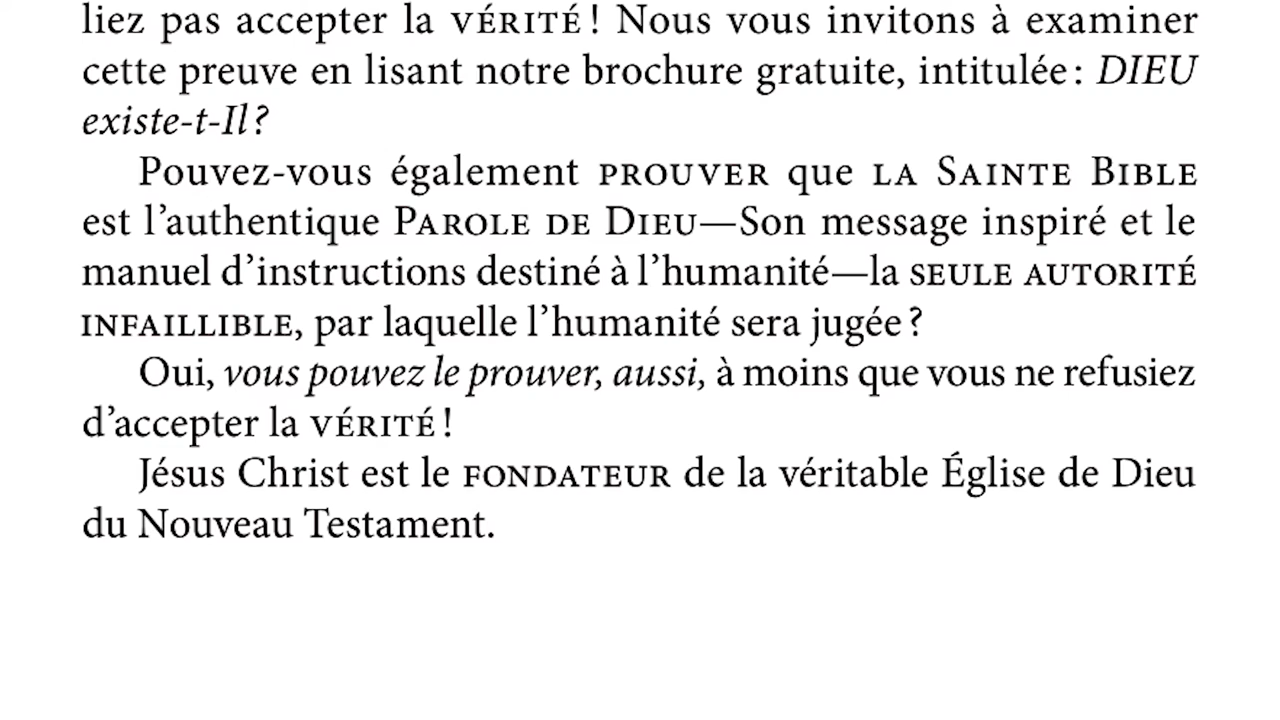 liez pas accepter la VÉRITÉ ! Nous vous invitons à examiner
cette preuve en lisant notre brochure gratuite, intitulée : DIEU
existe-t-Il ?
Pouvez-vous également PROUVER que LA SAINTE BIBLE
est l’authentique PAROLE DE DIEU—Son message inspiré et le
manuel d’instructions destiné à l’humanité—la SEULE AUTORITÉ
INFAILLIBLE, par laquelle l’humanité sera jugée ?
Oui, vous pouvez le prouver, aussi, à moins que vous ne refusiez
d’accepter la VÉRITÉ !
Jésus Christ est le FONDATEUR de la véritable Église de Dieu
du Nouveau Testament.